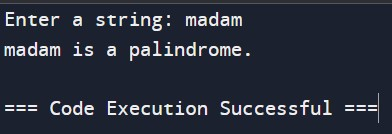 Enter a string: madam
madam is a palindrome.
=== Code Execution Successful ===